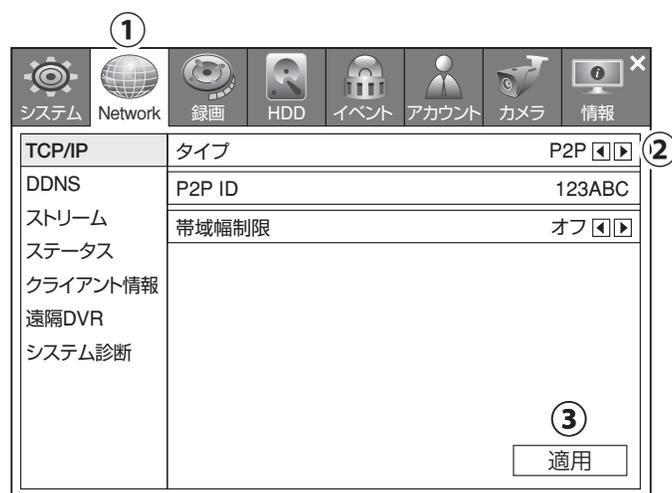 ①
システム Network 録画 HDD イベント アカウント カメラ 情報 ×
TCP/IP
DDNS
ストリーム
ステータス
クライアント情報
遠隔DVR
システム診断
タイプ P2P ②
P2P ID 123ABC
帯域幅制限 オフ
③
適用